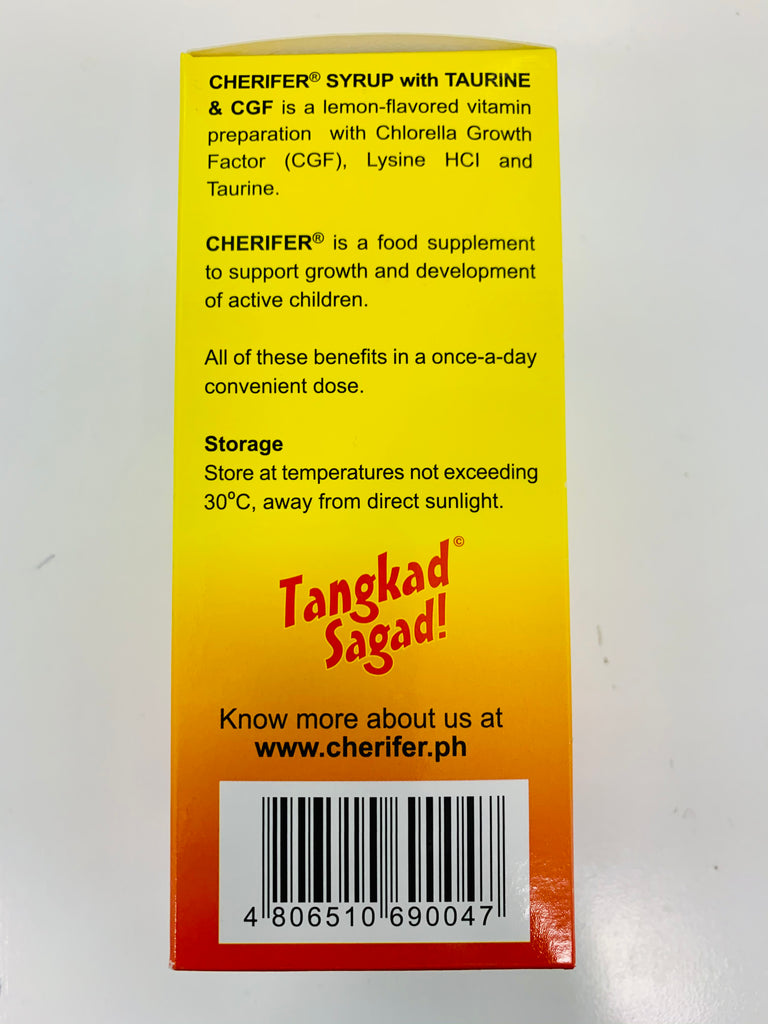 CHERIFER® SYRUP with TAURINE
& CGF is a lemon-flavored vitamin
preparation with Chlorella Growth
Factor (CGF), Lysine HCl and
Taurine.
CHERIFER® is a food supplement
to support growth and development
of active children.
All of these benefits in a once-a-day
convenient dose.
Storage
Store at temperatures not exceeding
30ºC, away from direct sunlight.
Tangkad©
Sagad!
Know more about us at
www.cherifer.ph
4 806510 690047